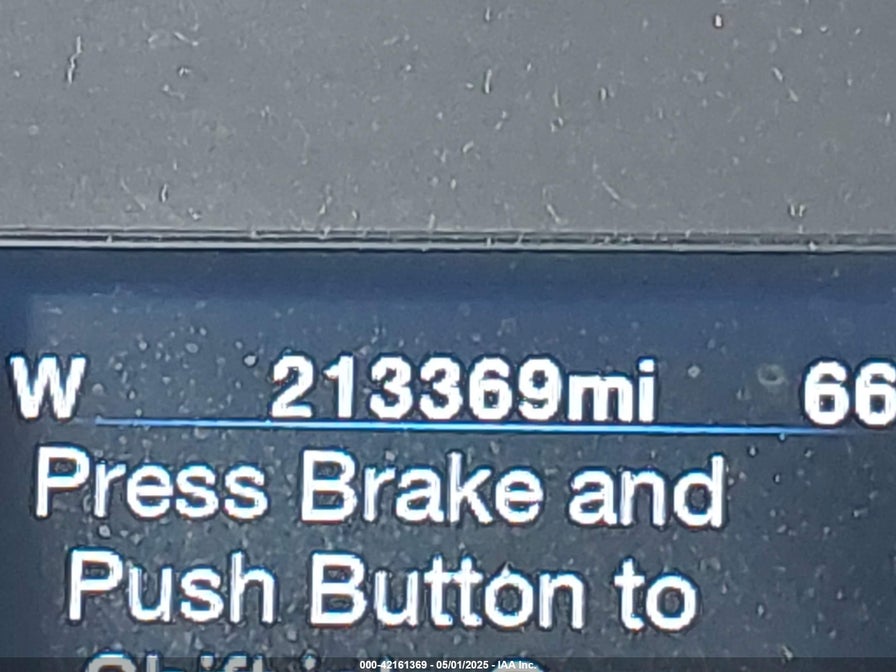 W 213369mi 66
Press Brake and
Push Button to
000-42161369 - 05/01/2025 - IAA Inc.